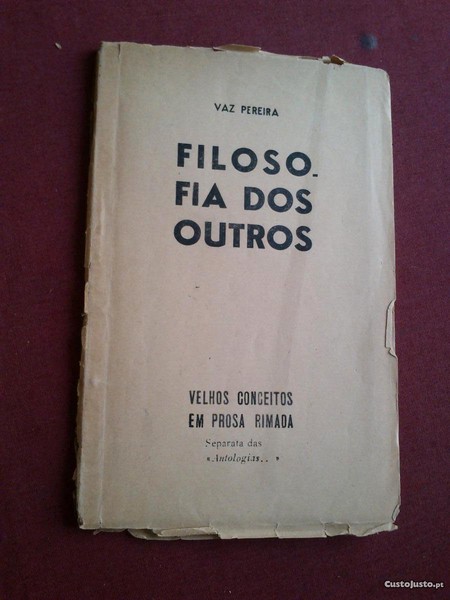 VAZ PEREIRA
FILOSO-
FIA DOS
OUTROS
VELHOS CONCEITOS
EM PROSA RIMADA
Separata das
«Antologias..»
CustoJusto.pt